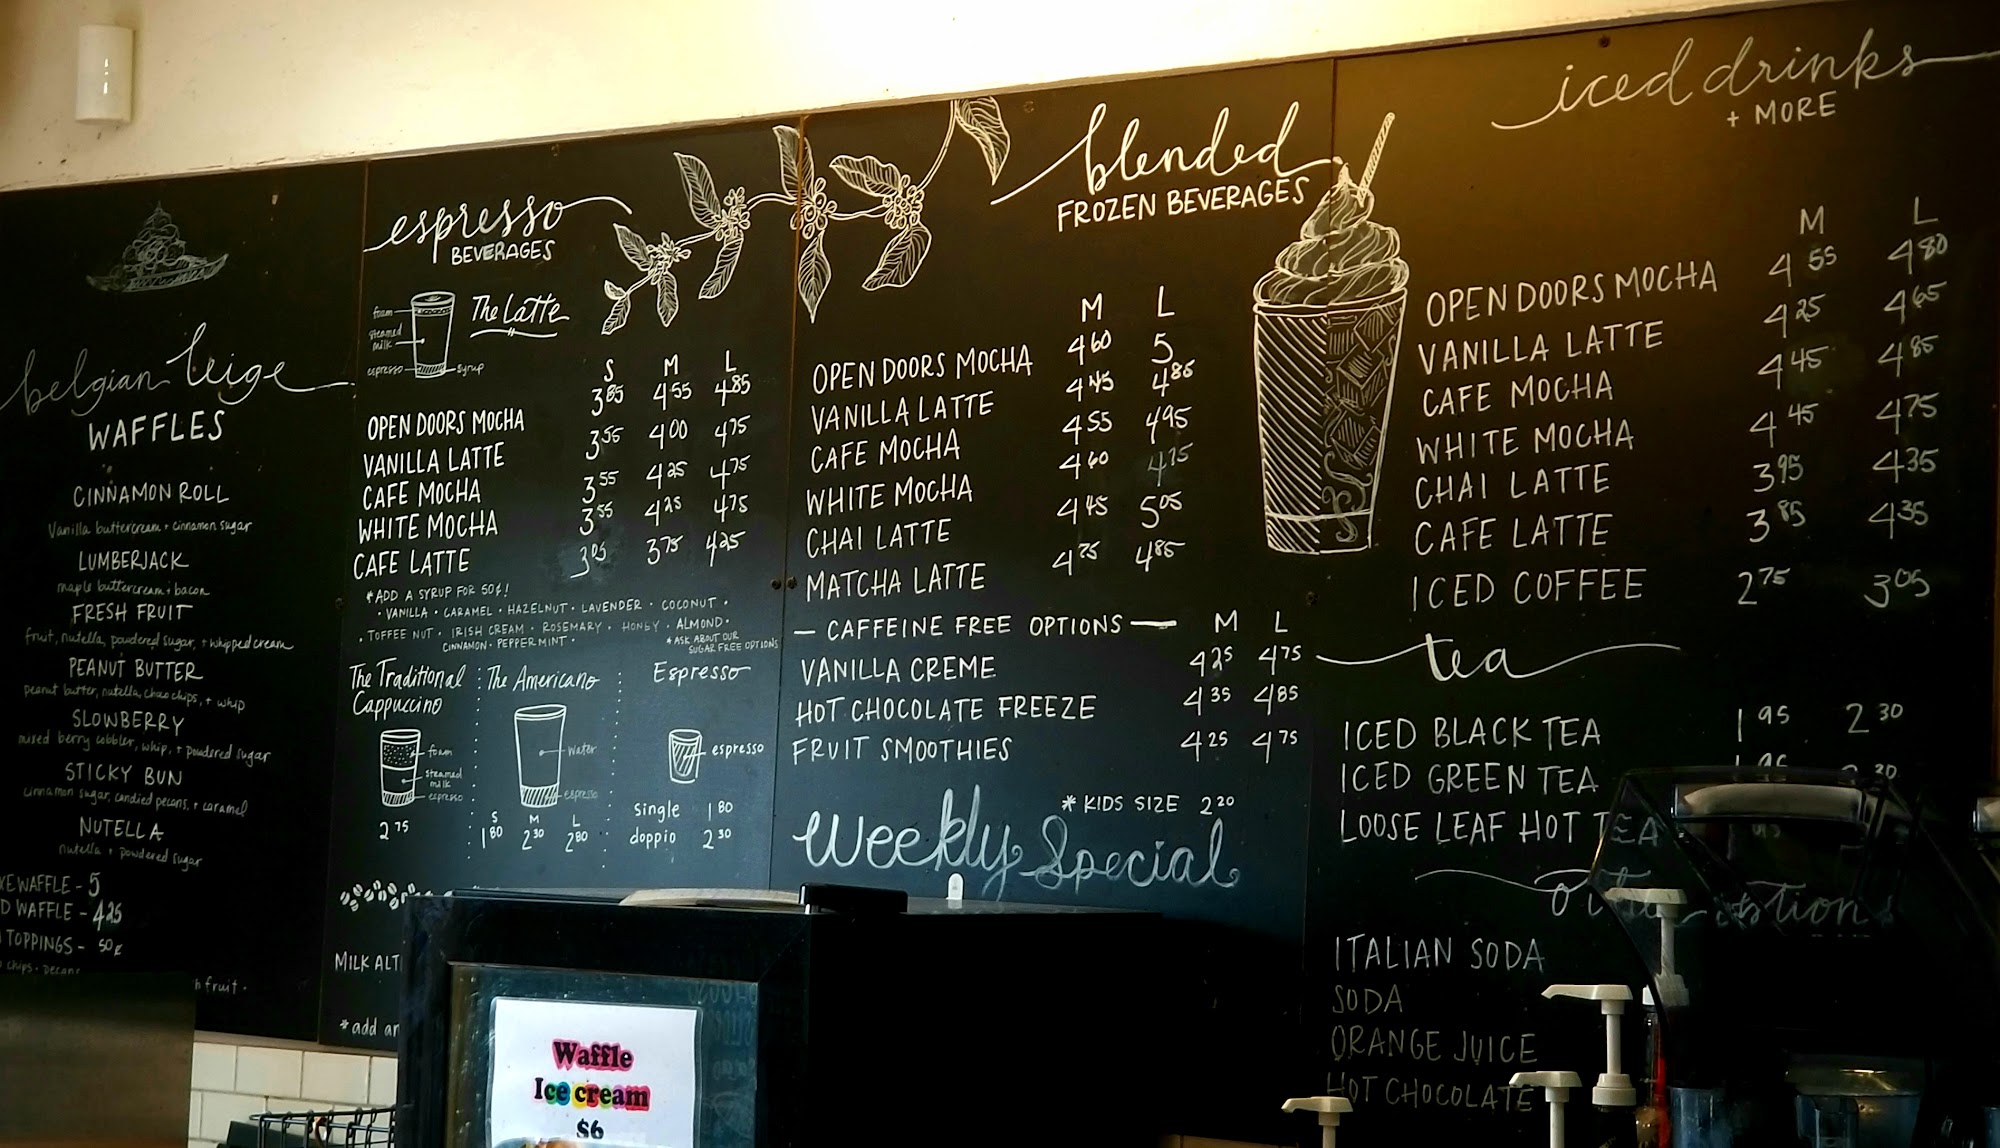 belgian leige
WAFFLES
CINNAMON ROLL
Vanilla buttercream + cinnamon sugar
LUMBERJACK
maple buttercream + bacon
FRESH FRUIT
fruit, nutella, powdered sugar, + whipped cream
PEANUT BUTTER
peanut butter, nutella, choc chips, + whip
SLOWBERRY
mixed berry cobbler, whip, + powdered sugar
STICKY BUN
cinnamon sugar, candied pecans, + caramel
NUTELLA
nutella + powdered sugar
WAFFLE - 5
WAFFLE - 4.25
TOPPINGS - 50¢
chips · pecans
fruit ·
espresso
BEVERAGES
The Latte
foam
steamed
milk
espresso syrup
S M L
OPEN DOORS MOCHA 3 85 4.55 4.85
VANILLA LATTE 3 55 4 00 4 75
CAFE MOCHA 3 55 4 25 4 75
WHITE MOCHA 3 55 4 25 4 75
CAFE LATTE 3 05 3 75 4 25
*ADD A SYRUP FOR 50¢!
· VANILLA · CARAMEL · HAZELNUT · LAVENDER · COCONUT ·
· TOFFEE NUT · IRISH CREAM · ROSEMARY · HONEY · ALMOND ·
CINNAMON · PEPPERMINT ·
*ASK ABOUT OUR
SUGAR FREE OPTIONS
The Traditional
Cappuccino
foam
steamed
milk
espresso
2 75
The Americano
water
espresso
S M L
1 80 2 30 2 80
Espresso
espresso
single 1 80
doppio 2 30
MILK
*add
blended
FROZEN BEVERAGES
M L
OPEN DOORS MOCHA 4 60 5
VANILLA LATTE 4 45 4 86
CAFE MOCHA 4 55 4 95
WHITE MOCHA 4 60 4 75
CHAI LATTE 4 45 5 05
MATCHA LATTE 4 75 4 85
— CAFFEINE FREE OPTIONS — M L
VANILLA CREME 4 25 4 75
HOT CHOCOLATE FREEZE 4 35 4 85
FRUIT SMOOTHIES 4 25 4 75
* KIDS SIZE 2 20
Weekly Special
iced drinks
+ MORE
M L
OPEN DOORS MOCHA 4 55 4 80
VANILLA LATTE 4 25 4 65
CAFE MOCHA 4 45 4 85
WHITE MOCHA 4 45 4 75
CHAI LATTE 3 95 4 35
CAFE LATTE 3 85 4 35
ICED COFFEE 2 75 3 05
tea
ICED BLACK TEA 1 95 2 30
ICED GREEN TEA 1 95 2 30
LOOSE LEAF HOT TEA 1.95
ITALIAN SODA
SODA
ORANGE JUICE
HOT CHOCOLATE
Waffle
Ice cream
$6